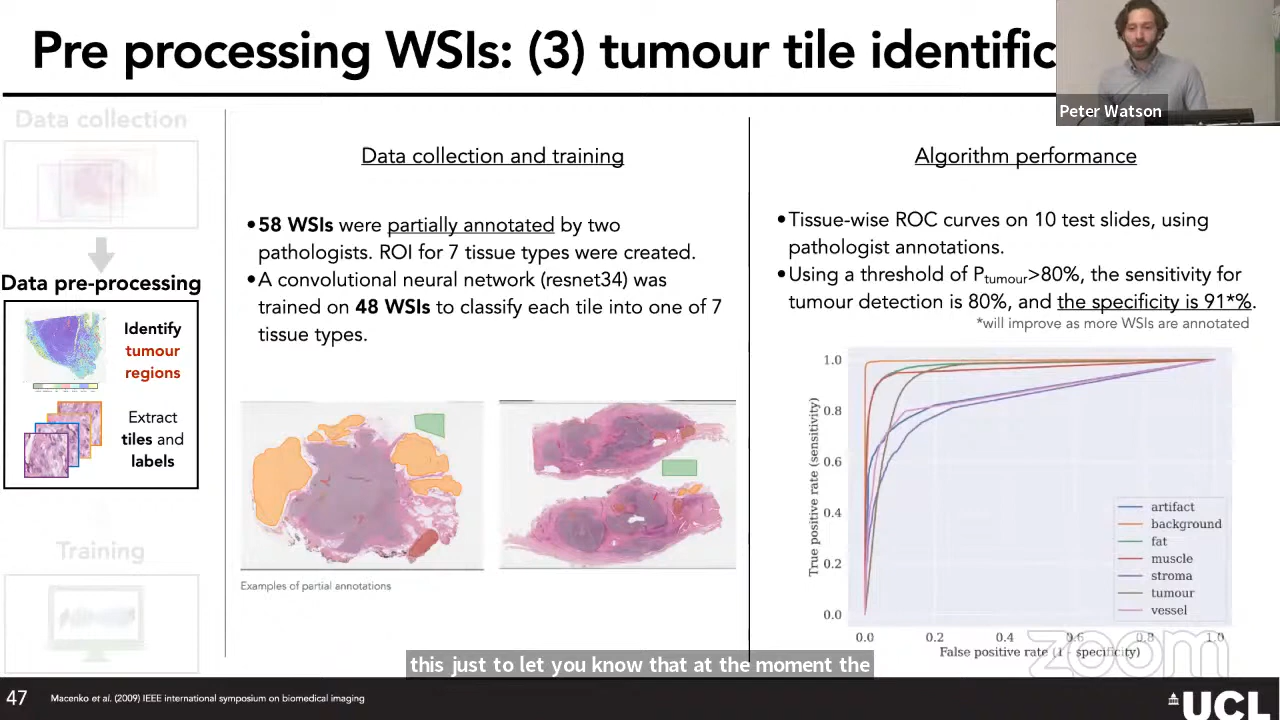 Pre processing WSIs: (3) tumour tile identific
Peter Watson
Data collection
Data pre-processing
Identify
tumour
regions
Extract
tiles and
labels
Training
Data collection and training
•58 WSIs were partially annotated by two
pathologists. ROI for 7 tissue types were created.
•A convolutional neural network (resnet34) was
trained on 48 WSIs to classify each tile into one of 7
tissue types.
Examples of partial annotations
Algorithm performance
•Tissue-wise ROC curves on 10 test slides, using
pathologist annotations.
•Using a threshold of Ptumour>80%, the sensitivity for
tumour detection is 80%, and the specificity is 91*%.
*will improve as more WSIs are annotated
True positive rate (sensitivity)
1.0
0.8
0.6
0.4
0.2
0.0
artifact
background
fat
muscle
stroma
tumour
vessel
0.0 0.2 0.4 0.6 0.8 1.0
False positive rate (1 - specificity)
zoom
this just to let you know that at the moment the
47
Macenko et al. (2009) IEEE international symposium on biomedical imaging
UCL